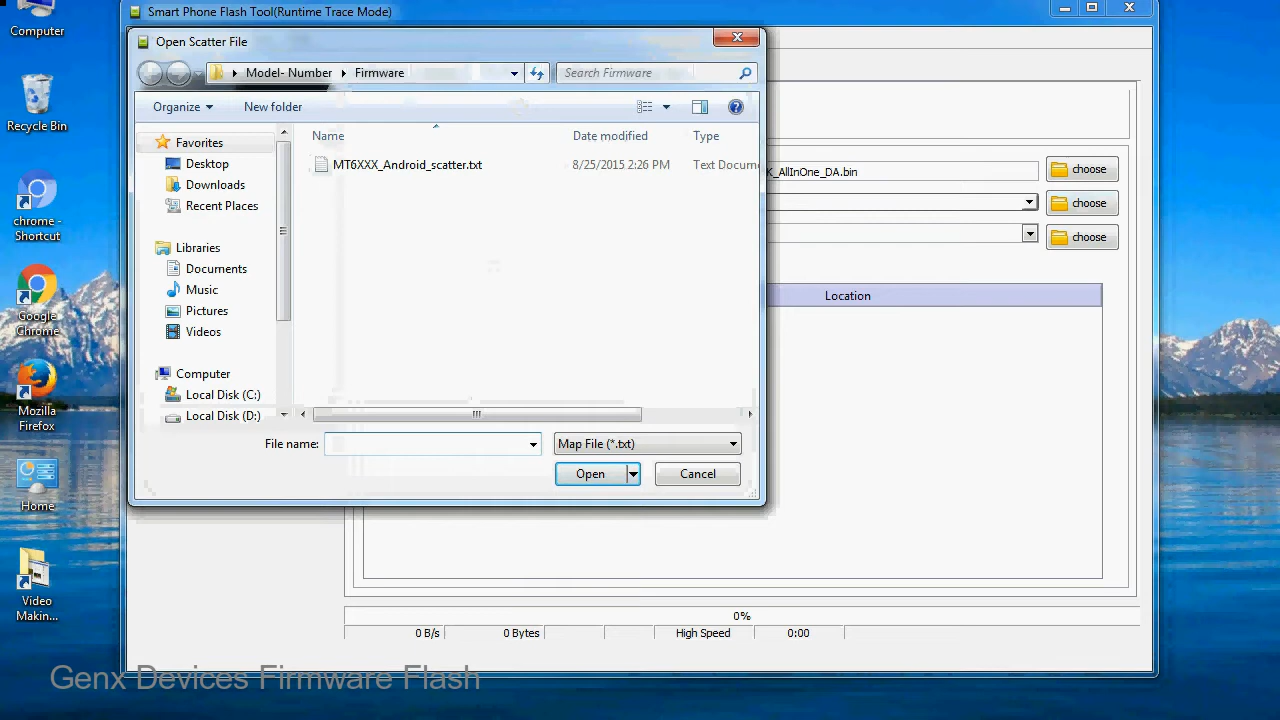 Computer
Recycle Bin
chrome -
Shortcut
Google
Chrome
Mozilla
Firefox
Home
Video
Makin...
Smart Phone Flash Tool(Runtime Trace Mode)
Open Scatter File
Model- Number
Firmware
Search Firmware
Organize
New folder
Favorites
Desktop
Downloads
Recent Places
Libraries
Documents
Music
Pictures
Videos
Computer
Local Disk (C:)
Local Disk (D:)
Name Date modified Type
MT6XXX_Android_scatter.txt 8/25/2015 2:26 PM Text Docum
File name:
Map File (*.txt)
Open
Cancel
K_AllInOne_DA.bin
choose
choose
choose
Location
0%
0 B/s 0 Bytes High Speed 0:00
Genx Devices Firmware Flash